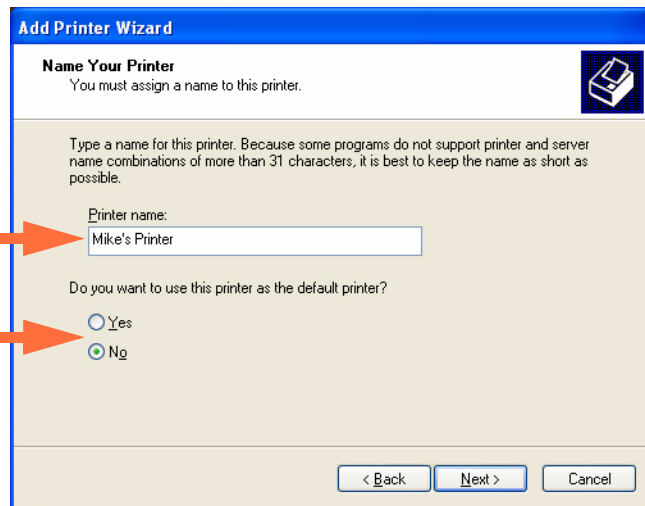 Add Printer Wizard
Name Your Printer
You must assign a name to this printer.
Type a name for this printer. Because some programs do not support printer and server
name combinations of more than 31 characters, it is best to keep the name as short as
possible.
Printer name:
Mike's Printer
Do you want to use this printer as the default printer?
Yes
No
< Back
Next >
Cancel